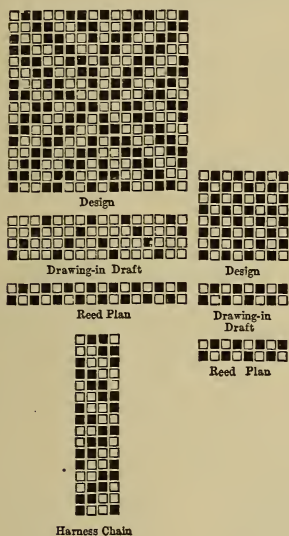 Design
Drawing-in Draft
Reed Plan
Harness Chain
Design
Drawing-in
Draft
Reed Plan